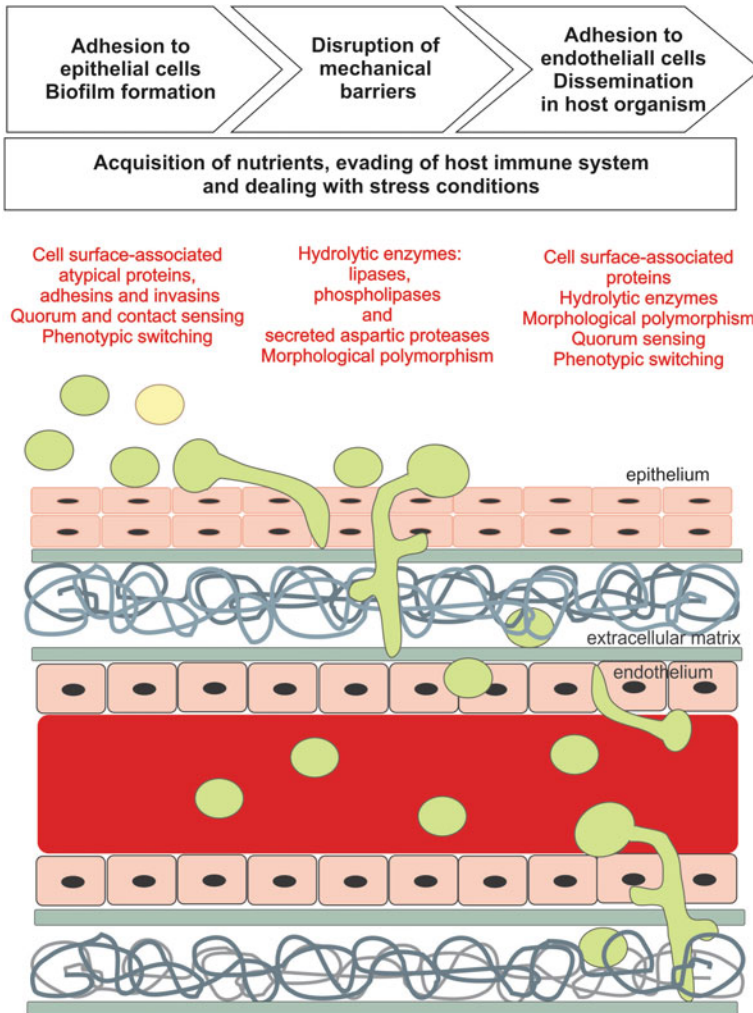 Adhesion to
epithelial cells
Biofilm formation
Disruption of
mechanical
barriers
Adhesion to
endotheliall cells
Dissemination
in host organism
Acquisition of nutrients, evading of host immune system
and dealing with stress conditions
Cell surface-associated
atypical proteins,
adhesins and invasins
Quorum and contact sensing
Phenotypic switching
Hydrolytic enzymes:
lipases,
phospholipases
and
secreted aspartic proteases
Morphological polymorphism
Cell surface-associated
proteins
Hydrolytic enzymes
Morphological polymorphism
Quorum sensing
Phenotypic switching
epithelium
extracellular matrix
endothelium